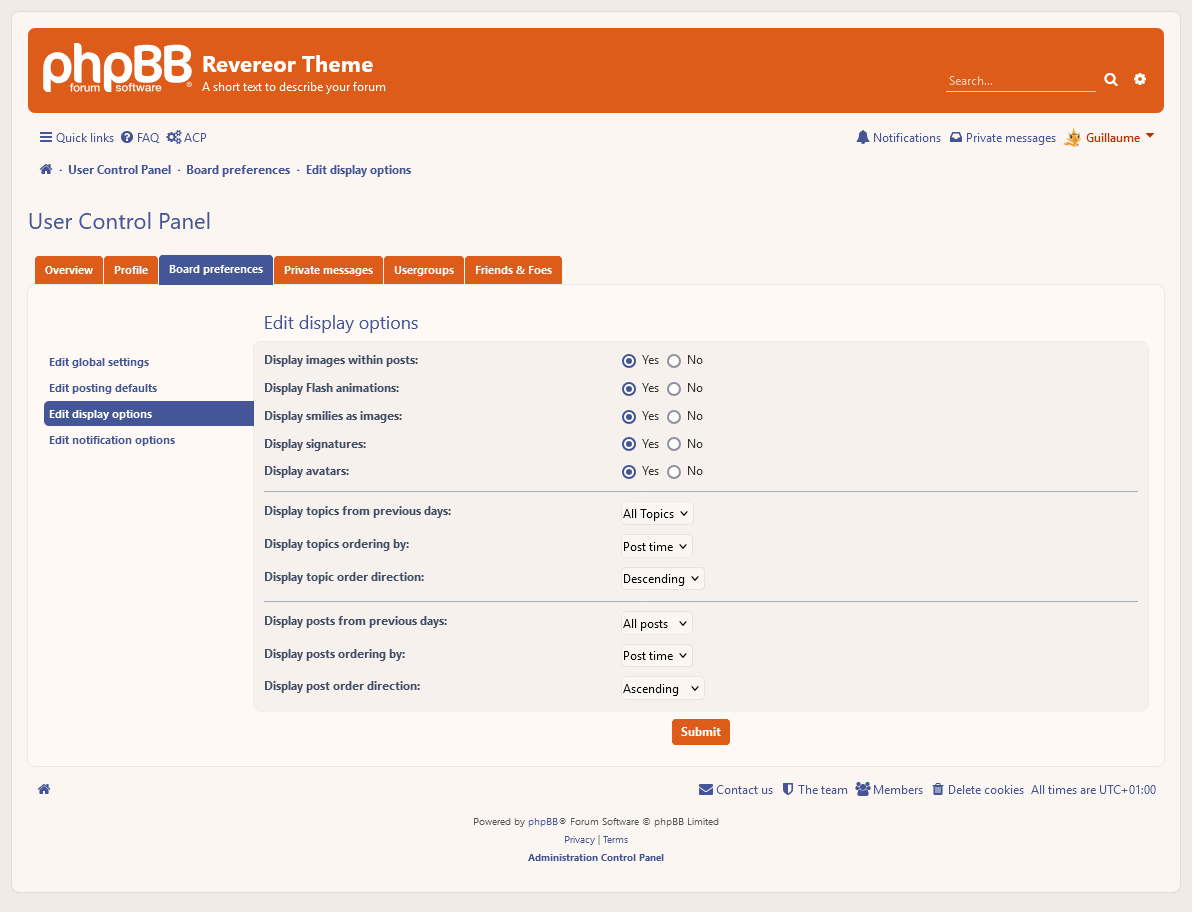 phpBB
forum software ®
Revereor Theme
A short text to describe your forum
Search...
Quick links FAQ ACP
Notifications Private messages Guillaume
· User Control Panel · Board preferences · Edit display options
User Control Panel
Overview Profile Board preferences Private messages Usergroups Friends & Foes
Edit display options
Edit global settings
Edit posting defaults
Edit display options
Edit notification options
Display images within posts: Yes No
Display Flash animations: Yes No
Display smilies as images: Yes No
Display signatures: Yes No
Display avatars: Yes No
Display topics from previous days: All Topics
Display topics ordering by: Post time
Display topic order direction: Descending
Display posts from previous days: All posts
Display posts ordering by: Post time
Display post order direction: Ascending
Submit
Contact us The team Members Delete cookies All times are UTC+01:00
Powered by phpBB® Forum Software © phpBB Limited
Privacy | Terms
Administration Control Panel